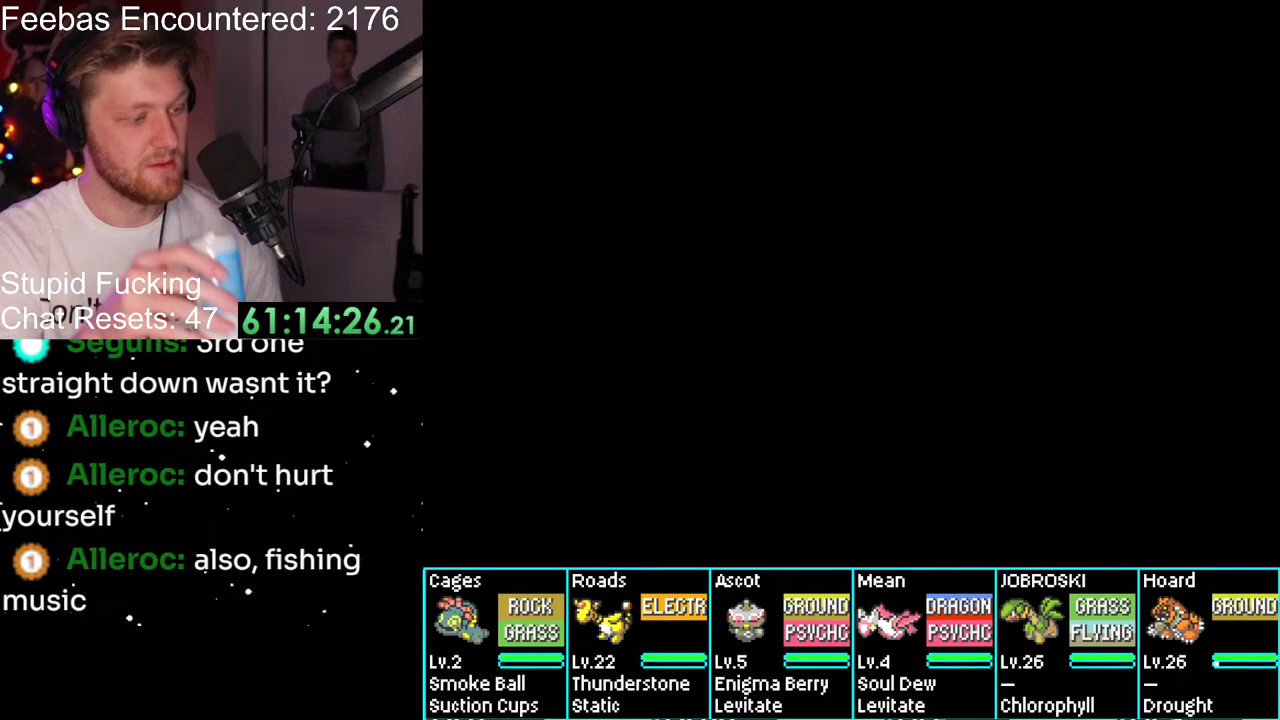 Feebas Encountered: 2176
Stupid Fucking
Chat Resets: 47
61:14:26.21
Seguils: 3rd one
straight down wasnt it?
Alleroc: yeah
Alleroc: don't hurt
yourself
Alleroc: also, fishing
music
Cages
ROCK
GRASS
Lv.2
Smoke Ball
Suction Cups
Roads
ELECTR
Lv.22
Thunderstone
Static
Ascot
GROUND
PSYCHC
Lv.5
Enigma Berry
Levitate
Mean
DRAGON
PSYCHC
Lv.4
Soul Dew
Levitate
JOBROSKI
GRASS
FLYING
Lv.26
—
Chlorophyll
Hoard
GROUND
Lv.26
—
Drought